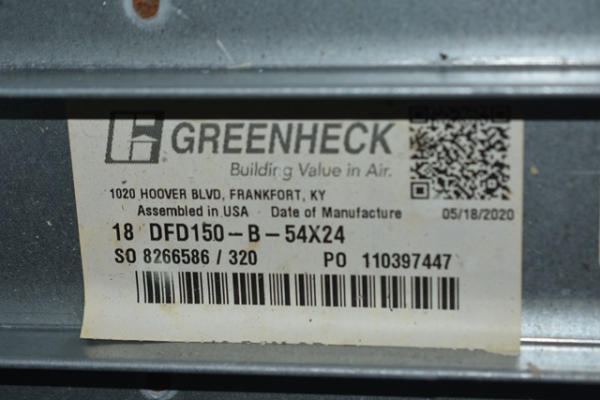 GREENHECK
Building Value in Air.
1020 HOOVER BLVD, FRANKFORT, KY
Assembled in USA Date of Manufacture 05/18/2020
18 DFD150-B-54X24
SO 8266586 / 320 PO 110397447